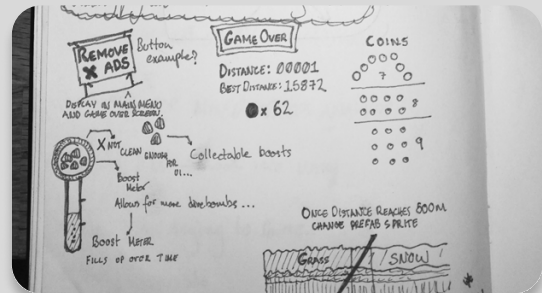 REMOVE
X ADS
Button
example?
DISPLAY IN MAIN MENU
AND GAME OVER SCREEN.
GAME OVER
DISTANCE: 00001
BEST DISTANCE: 15872
x 62
COINS
7
8
9
X NOT
CLEAN
ENOUGH
FOR
Collectable boosts
Boost
Meter
Allows for more divebombs...
BOOST METER
FILLS UP OVER TIME
ONCE DISTANCE REACHES 800M
CHANGE PREFAB SPRITE
GRASS
SNOW